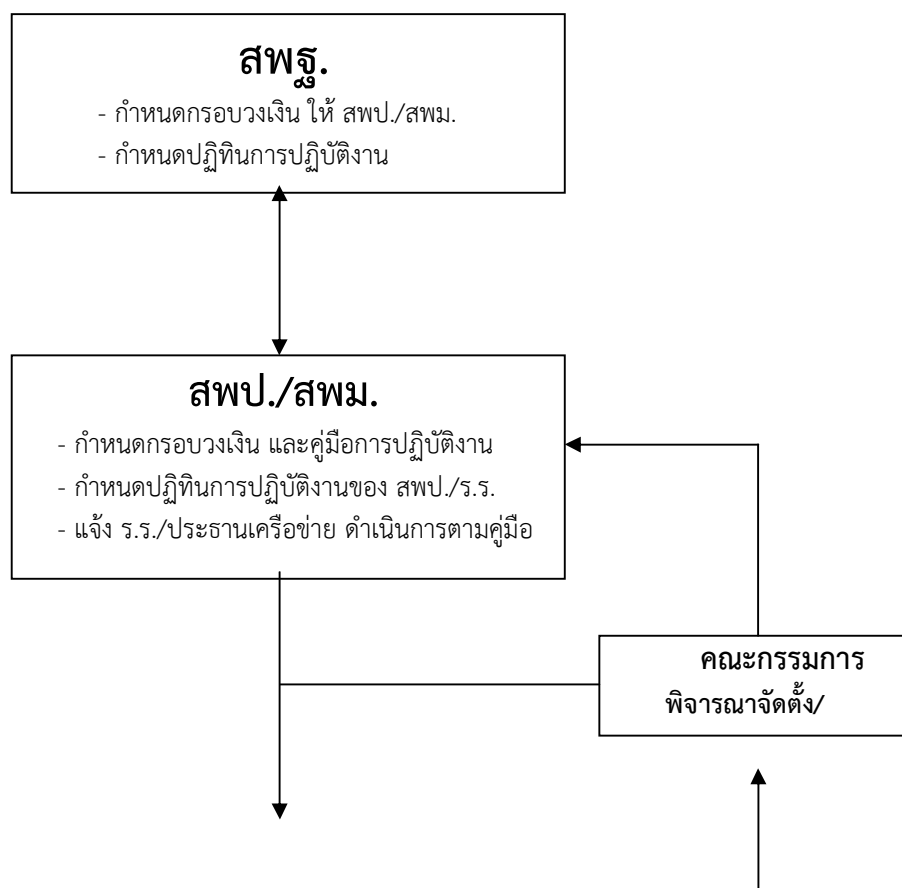 สพฐ.
- กำหนดกรอบวงเงิน ให้ สพป./สพม.
- กำหนดปฏิทินการปฏิบัติงาน
สพป./สพม.
- กำหนดกรอบวงเงิน และคู่มือการปฏิบัติงาน
- กำหนดปฏิทินการปฏิบัติงานของ สพป./ร.ร.
- แจ้ง ร.ร./ประธานเครือข่าย ดำเนินการตามคู่มือ
คณะกรรมการ
พิจารณาจัดตั้ง/